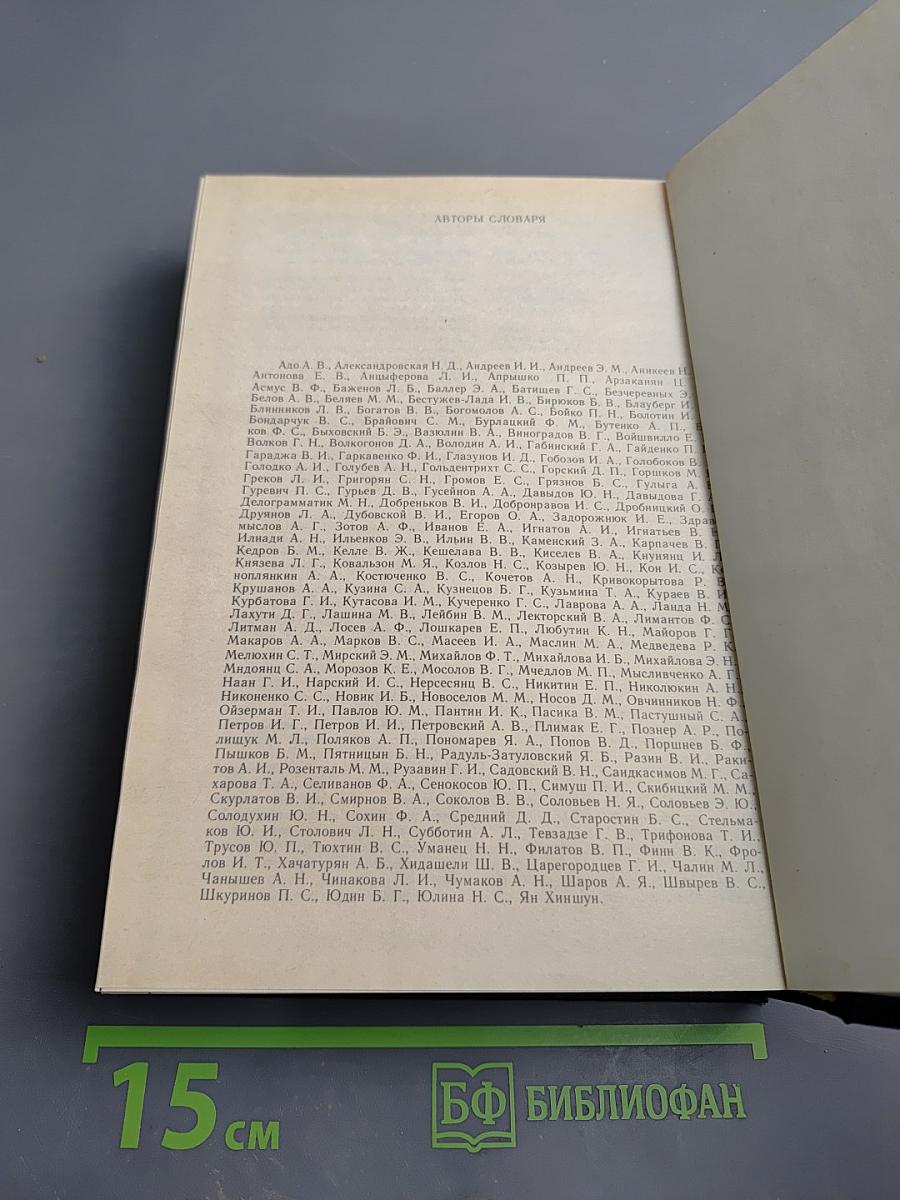 АВТОРЫ СЛОВАРЯ
Адо А. В., Александровская Н. Д., Андреев И. И., Андреев Э. М., Аникеев Н.
Антонова Е. В., Анцыферова Л. И., Апрышко П. П., Арзаканян Ц.
Асмус В. Ф., Баженов Л. Б., Баллер Э. А., Батищев Г. С., Безчеревных Э.
Белов А. В., Беляев М. М., Бестужев-Лада И. В., Бирюков Б. В., Блауберг И.
Блинников Л. В., Богатов В. В., Богомолов А. С., Бойко П. Н., Болотин И.
Бондарчук В. С., Брайович С. М., Бурлацкий Ф. М., Бутенко А. П.,
ков Ф. С., Быховский Б. Э., Вазюлин В. А., Виноградов В. Г., Войшвилло Е.
Волков Г. Н., Волкогонов Д. А., Володин А. И., Габинский Г. А., Гайденко П.
Гараджа В. И., Гаркавенко Ф. И., Глазунов И. Д., Гобозов И. А., Голобоков В.
Голодко А. И., Голубев А. Н., Гольдентрихт С. С., Горский Д. П., Горшков М.
Греков Л. И., Григорян С. Н., Громов Е. С., Грязнов Б. С., Гулыга А.
Гуревич П. С., Гурьев Д. В., Гусейнов А. А., Давыдов Ю. Н., Давыдова Г. А
Делограмматик М. Н., Добреньков В. И., Добронравов И. С., Дробницкий О.
Друянов Л. А., Дубовской В. И., Егоров О. А., Задорожнюк И. Е., Здрав
мыслов А. Г., Зотов А. Ф., Иванов Е. А., Игнатов А. И., Игнатьев В.
Илиади А. Н., Ильенков Э. В., Ильин В. В., Каменский З. А., Карпачев В.
Кедров Б. М., Келле В. Ж., Кешелава В. В., Киселев В. А., Кнунянц И.
Князева Л. Г., Ковальзон М. Я., Козлов Н. С., Козырев Ю. Н., Кон И. С.,
ноплянкин А. А., Костюченко В. С., Кочетов А. Н., Кривокорытова Р. В
Крушанов А. А., Кузина С. А., Кузнецов Б. Г., Кузьмина Т. А., Кураев В. И
Курбатова Г. И., Кутасова И. М., Кучеренко Г. С., Лаврова А. А., Ланда Н. М
Лахути Д. Г., Лашина М. В., Лейбин В. М., Лекторский В. А., Лимантов Ф. С
Литман А. Д., Лосев А. Ф., Лошкарев Е. П., Любутин К. Н., Майоров Г. Г
Макаров А. А., Марков В. С., Масеев И. А., Маслин М. А., Медведева Р. К
Мелюхин С. Т., Мирский Э. М., Михайлов Ф. Т., Михайлова И. Б., Михайлова Э. Н.
Мндоянц С. А., Морозов К. Е., Мосолов В. Г., Мчедлов М. П., Мысливченко А. Г.
Наан Г. И., Нарский И. С., Нерсесянц В. С., Никитин Е. П., Николюкин А. Н.,
Никоненко С. С., Новик И. Б., Новоселов М. М., Носов Д. М., Овчинников Н. Ф.
Ойзерман Т. И., Павлов Ю. М., Пантин И. К., Пасика В. М., Пастушный С. А.,
Петров И. Г., Петров И. И., Петровский А. В., Плимак Е. Г., Познер А. Р., По-
лищук М. Л., Поляков А. П., Пономарев Я. А., Попов В. Д., Поршнев Б. Ф.,
Пышков Б. М., Пятницын Б. Н., Радуль-Затуловский Я. Б., Разин В. И., Раки-
тов А. И., Розенталь М. М., Рузавин Г. И., Садовский В. Н., Саидкасимов М. Г., Са-
харова Т. А., Селиванов Ф. А., Сенокосов Ю. П., Симуш П. И., Скибицкий М. М.,
Скурлатов В. И., Смирнов В. А., Соколов В. В., Соловьев Н. Я., Соловьев Э. Ю.,
Солодухин Ю. Н., Сохин Ф. А., Средний Д. Д., Старостин Б. С., Стельма-
ков Ю. И., Столович Л. Н., Субботин А. Л., Тевзадзе Г. В., Трифонова Т. И.,
Трусов Ю. П., Тюхтин В. С., Уманец Н. Н., Филатов В. П., Финн В. К., Фро-
лов И. Т., Хачатурян А. Б., Хидашели Ш. В., Царегородцев Г. И., Чалин М. Л.,
Чанышев А. Н., Чинакова Л. И., Чумаков А. Н., Шаров А. Я., Швырев В. С.,
Шкуринов П. С., Юдин Б. Г., Юлина Н. С., Ян Хиншун.
15 см
БФ БИБЛИОФАН